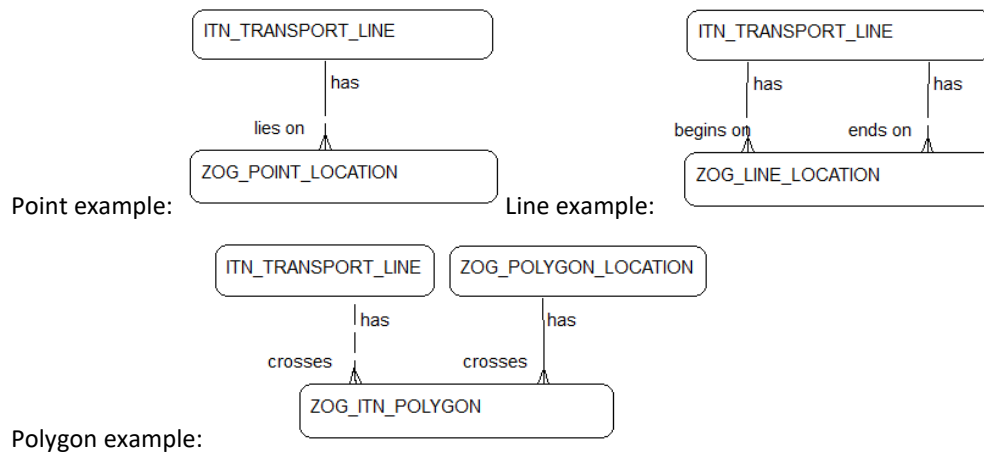 ITN_TRANSPORT_LINE
has
lies on
ZOG_POINT_LOCATION
Point example:
ITN_TRANSPORT_LINE
has has
begins on ends on
ZOG_LINE_LOCATION
Line example:
ITN_TRANSPORT_LINE ZOG_POLYGON_LOCATION
has has
crosses crosses
ZOG_ITN_POLYGON
Polygon example: